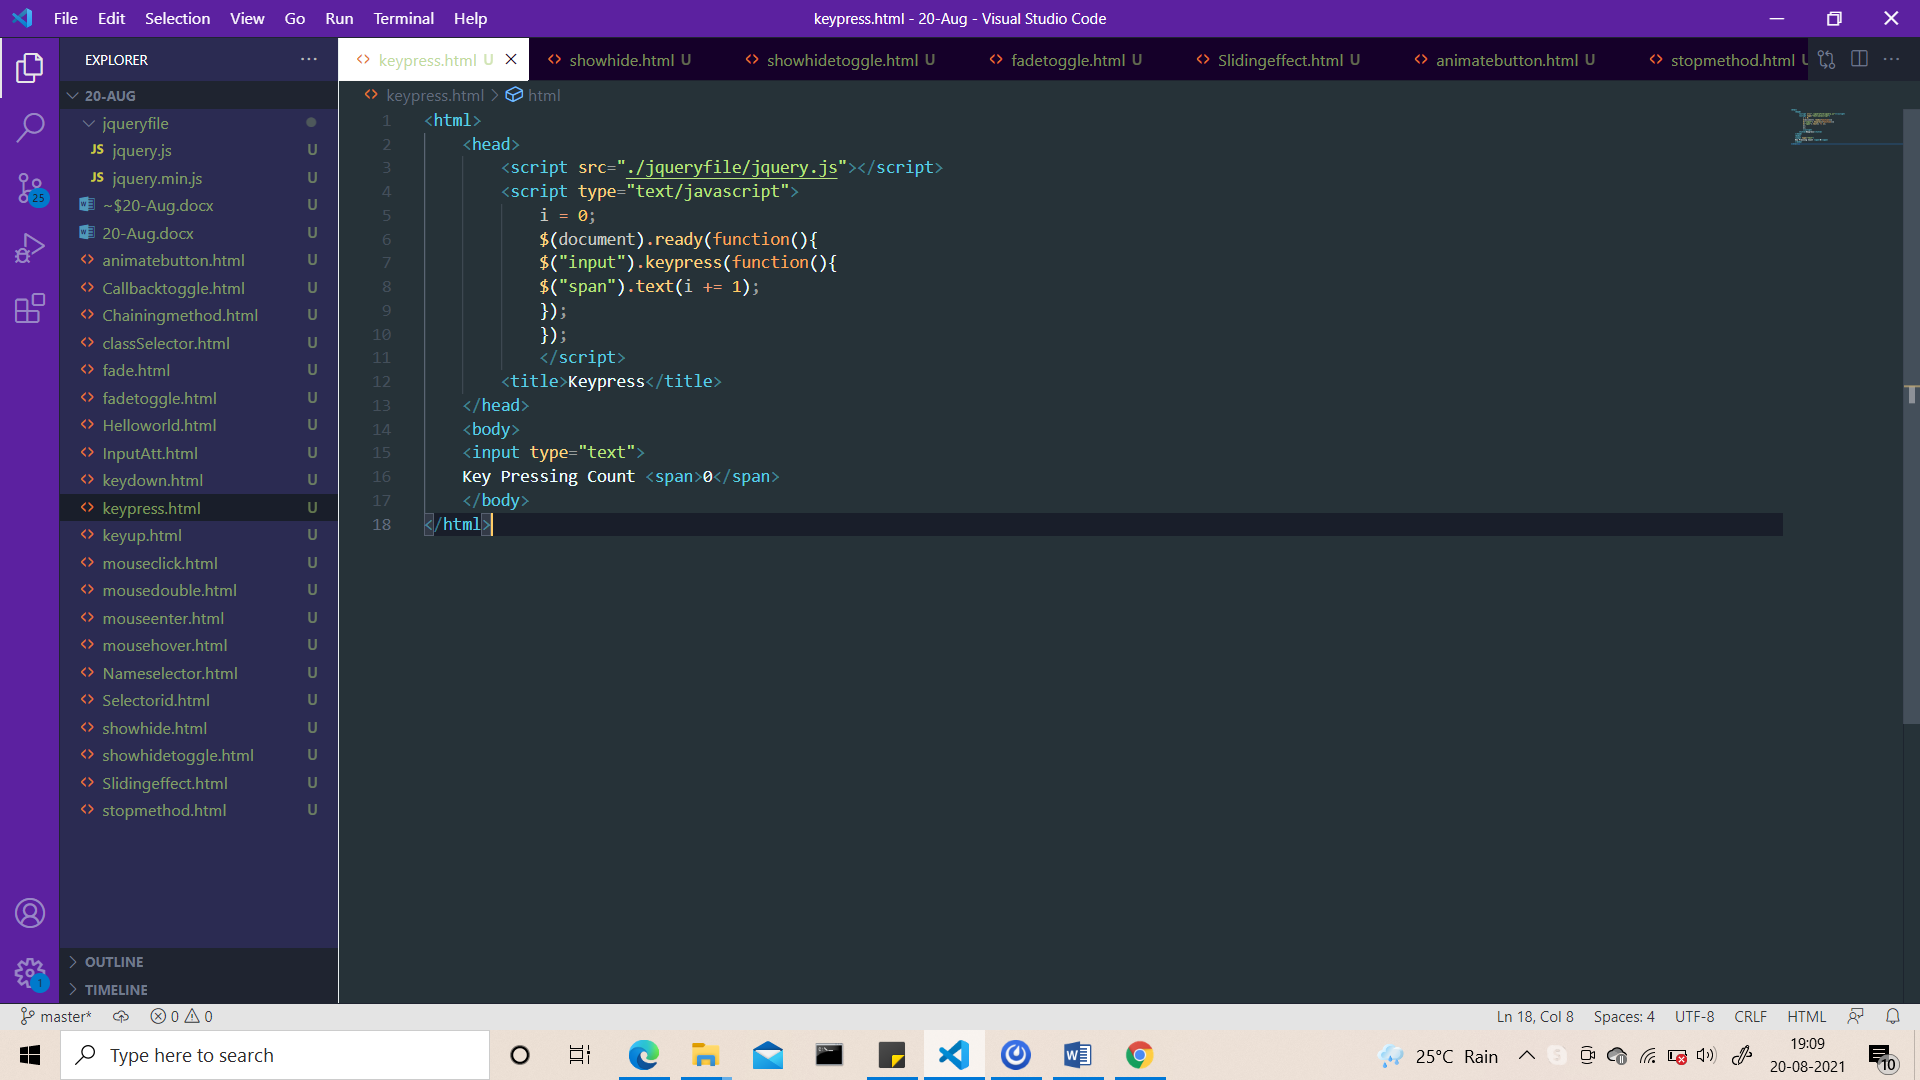 File Edit Selection View Go Run Terminal Help
keypress.html - 20-Aug - Visual Studio Code
EXPLORER
keypress.html U
showhide.html U
showhidetoggle.html U
fadetoggle.html U
Slidingeffect.html U
animatebutton.html U
stopmethod.html U
20-AUG
jqueryfile
JS jquery.js U
JS jquery.min.js U
~$20-Aug.docx U
20-Aug.docx U
animatebutton.html U
Callbacktoggle.html U
Chainingmethod.html U
classSelector.html U
fade.html U
fadetoggle.html U
Helloworld.html U
InputAtt.html U
keydown.html U
keypress.html U
keyup.html U
mouseclick.html U
mousedouble.html U
mouseenter.html U
mousehover.html U
Nameselector.html U
Selectorid.html U
showhide.html U
showhidetoggle.html U
Slidingeffect.html U
stopmethod.html U
OUTLINE
TIMELINE
25
1
keypress.html > html
1 <html>
2 <head>
3 <script src="./jqueryfile/jquery.js"></script>
4 <script type="text/javascript">
5 i = 0;
6 $(document).ready(function(){
7 $("input").keypress(function(){
8 $("span").text(i += 1);
9 });
10 });
11 </script>
12 <title>Keypress</title>
13 </head>
14 <body>
15 <input type="text">
16 Key Pressing Count <span>0</span>
17 </body>
18 </html>
master* 0 0
Ln 18, Col 8 Spaces: 4 UTF-8 CRLF HTML
Type here to search
25°C Rain
19:09
20-08-2021
10